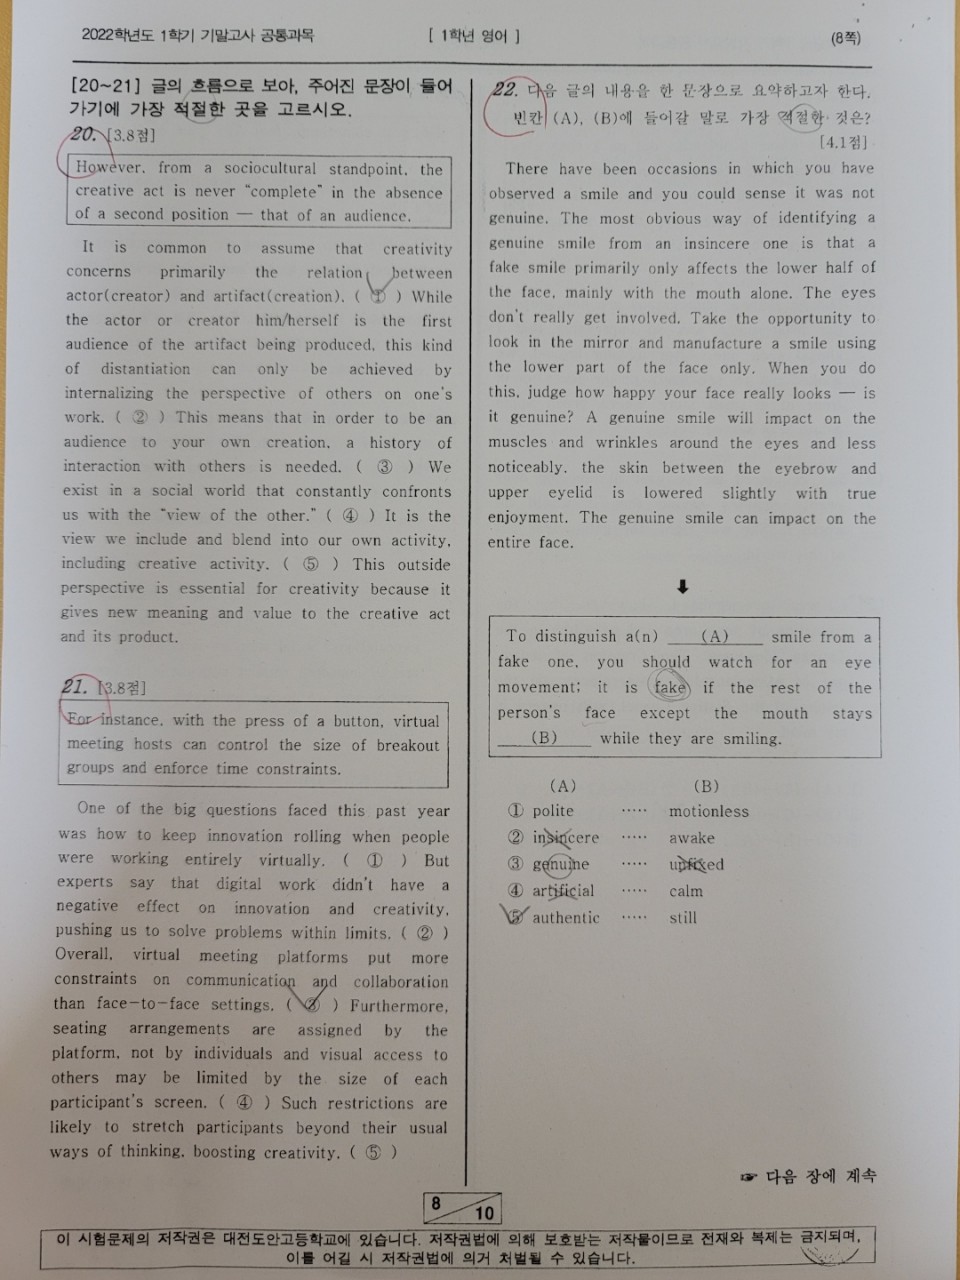 2022학년도 1학기 기말고사 공통과목
[ 1학년 영어 ]
(8쪽)
[20~21] 글의 흐름으로 보아, 주어진 문장이 들어
가기에 가장 적절한 곳을 고르시오.
20. [3.8점]
However, from a sociocultural standpoint, the
creative act is never “complete” in the absence
of a second position — that of an audience.
It is common to assume that creativity
concerns primarily the relation between
actor(creator) and artifact(creation). ( ① ) While
the actor or creator him/herself is the first
audience of the artifact being produced, this kind
of distantiation can only be achieved by
internalizing the perspective of others on one's
work. ( ② ) This means that in order to be an
audience to your own creation, a history of
interaction with others is needed. ( ③ ) We
exist in a social world that constantly confronts
us with the “view of the other.” ( ④ ) It is the
view we include and blend into our own activity,
including creative activity. ( ⑤ ) This outside
perspective is essential for creativity because it
gives new meaning and value to the creative act
and its product.
21. [3.8점]
For instance, with the press of a button, virtual
meeting hosts can control the size of breakout
groups and enforce time constraints.
One of the big questions faced this past year
was how to keep innovation rolling when people
were working entirely virtually. ( ① ) But
experts say that digital work didn't have a
negative effect on innovation and creativity,
pushing us to solve problems within limits. ( ② )
Overall, virtual meeting platforms put more
constraints on communication and collaboration
than face-to-face settings. ( ③ ) Furthermore,
seating arrangements are assigned by the
platform, not by individuals and visual access to
others may be limited by the size of each
participant's screen. ( ④ ) Such restrictions are
likely to stretch participants beyond their usual
ways of thinking, boosting creativity. ( ⑤ )
22. 다음 글의 내용을 한 문장으로 요약하고자 한다.
빈칸 (A), (B)에 들어갈 말로 가장 적절한 것은?
[4.1점]
There have been occasions in which you have
observed a smile and you could sense it was not
genuine. The most obvious way of identifying a
genuine smile from an insincere one is that a
fake smile primarily only affects the lower half of
the face, mainly with the mouth alone. The eyes
don't really get involved. Take the opportunity to
look in the mirror and manufacture a smile using
the lower part of the face only. When you do
this, judge how happy your face really looks — is
it genuine? A genuine smile will impact on the
muscles and wrinkles around the eyes and less
noticeably, the skin between the eyebrow and
upper eyelid is lowered slightly with true
enjoyment. The genuine smile can impact on the
entire face.
⬇
To distinguish a(n) (A) smile from a
fake one, you should watch for an eye
movement; it is fake if the rest of the
person's face except the mouth stays
(B) while they are smiling.
(A) (B)
① polite ····· motionless
② insincere ····· awake
③ genuine ····· unfixed
④ artificial ····· calm
⑤ authentic ····· still
☞ 다음 장에 계속
8 / 10
이 시험문제의 저작권은 대전도안고등학교에 있습니다. 저작권법에 의해 보호받는 저작물이므로 전재와 복제는 금지되며,
이를 어길 시 저작권법에 의거 처벌될 수 있습니다.